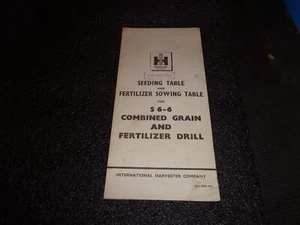 SEEDING TABLE
AND
FERTILIZER SOWING TABLE
FOR
S 6-6
COMBINED GRAIN
AND
FERTILIZER DRILL
INTERNATIONAL HARVESTER COMPANY